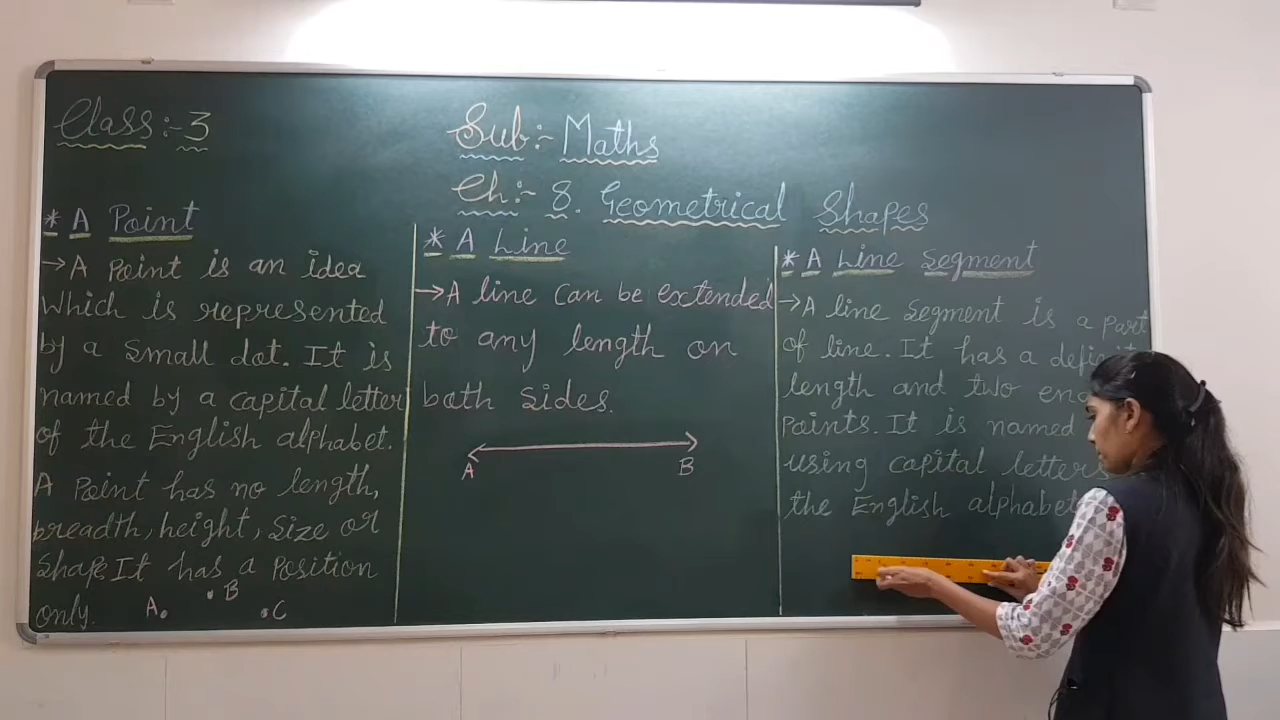 Class:- 3
Sub:- Maths
Ch:- 8. Geometrical Shapes
* A Point
→ A Point is an idea
which is represented
by a small dot. It is
named by a capital letter
of the English alphabet.
A Point has no length,
breadth, height, size or
shape. It has a Position
only.
A. . B . C
* A Line
→ A line can be extended
to any length on
both sides.
A B
* A Line Segment
→ A line segment is a part
of line. It has a definit
length and two en
points. It is named
using capital letters
the English alphabet